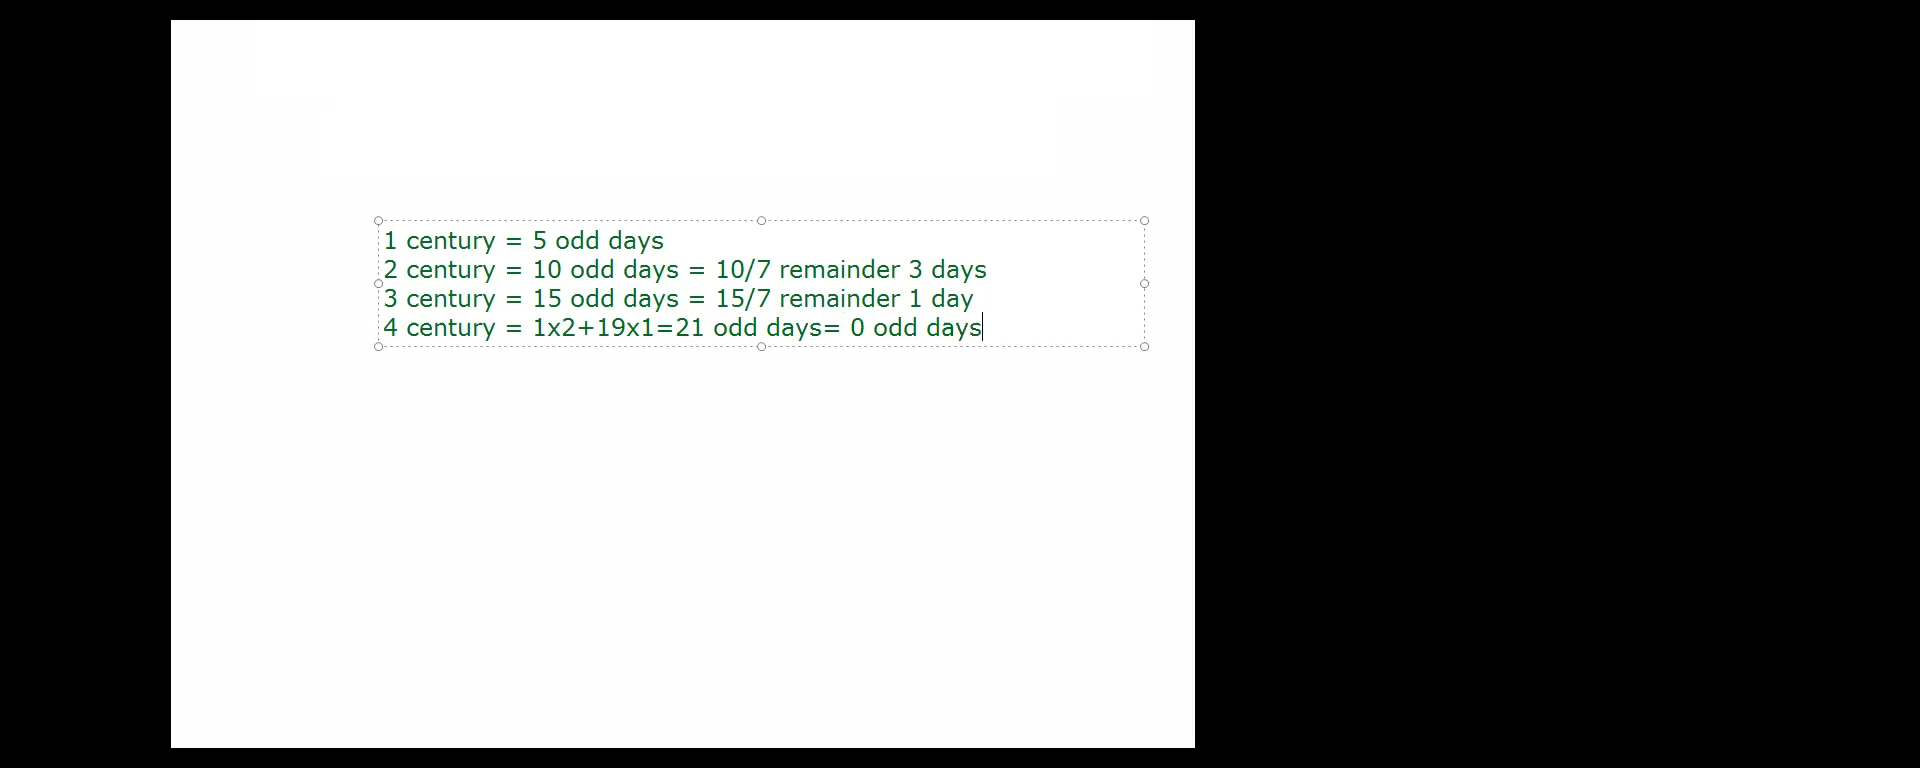 1 century = 5 odd days
2 century = 10 odd days = 10/7 remainder 3 days
3 century = 15 odd days = 15/7 remainder 1 day
4 century = 1x2+19x1=21 odd days= 0 odd days